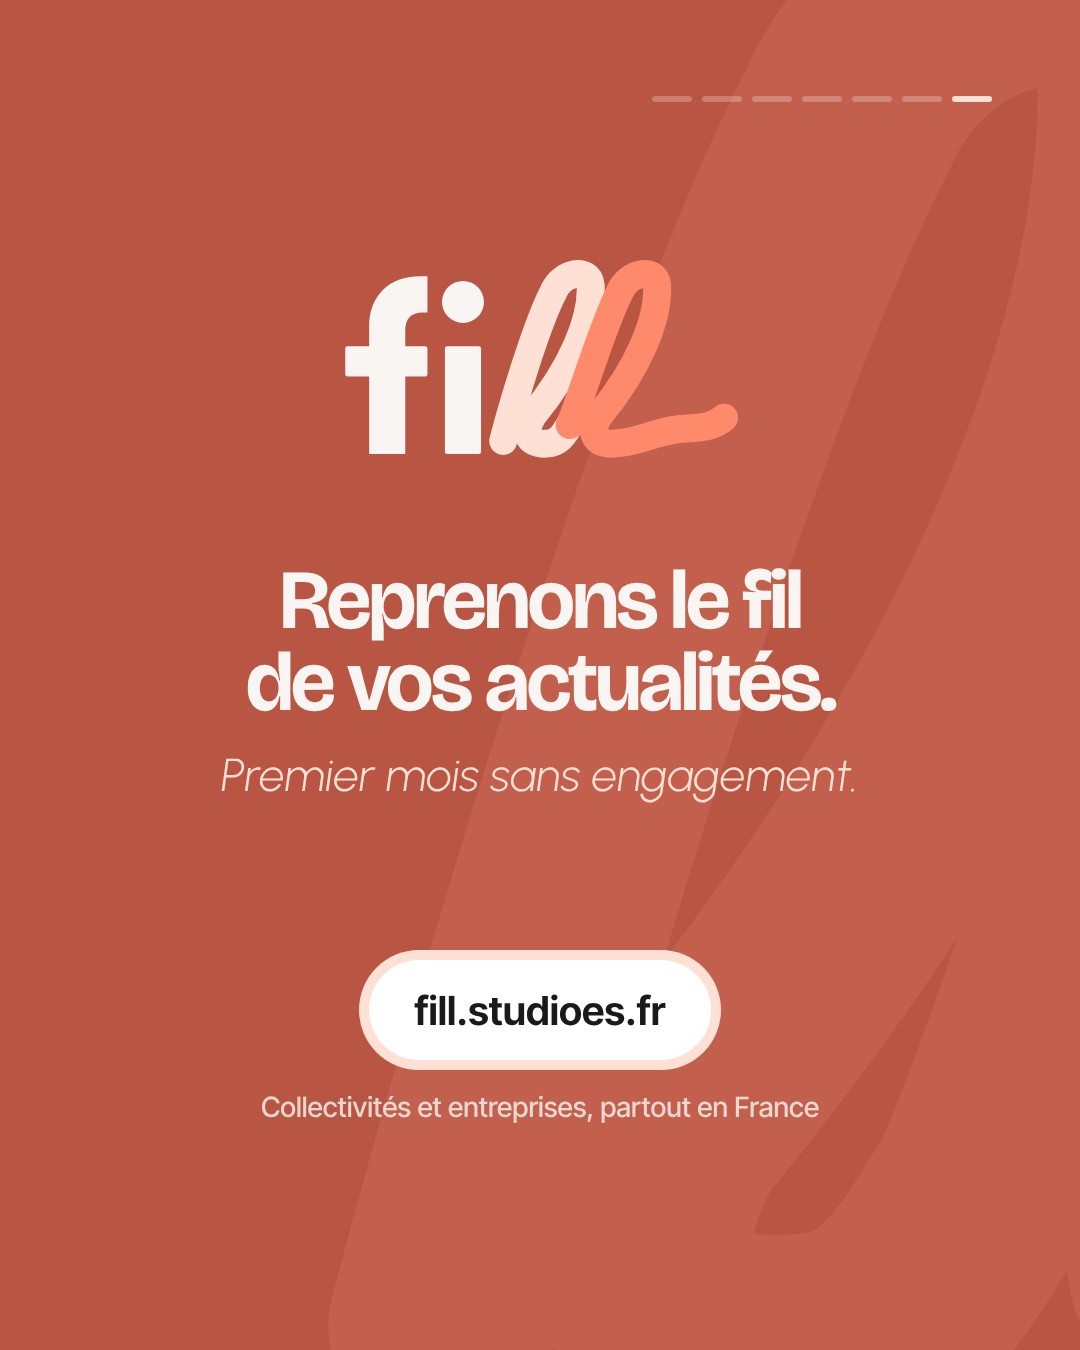 fill
Reprenons le fil
de vos actualités.
Premier mois sans engagement.
fill.studioes.fr
Collectivités et entreprises, partout en France